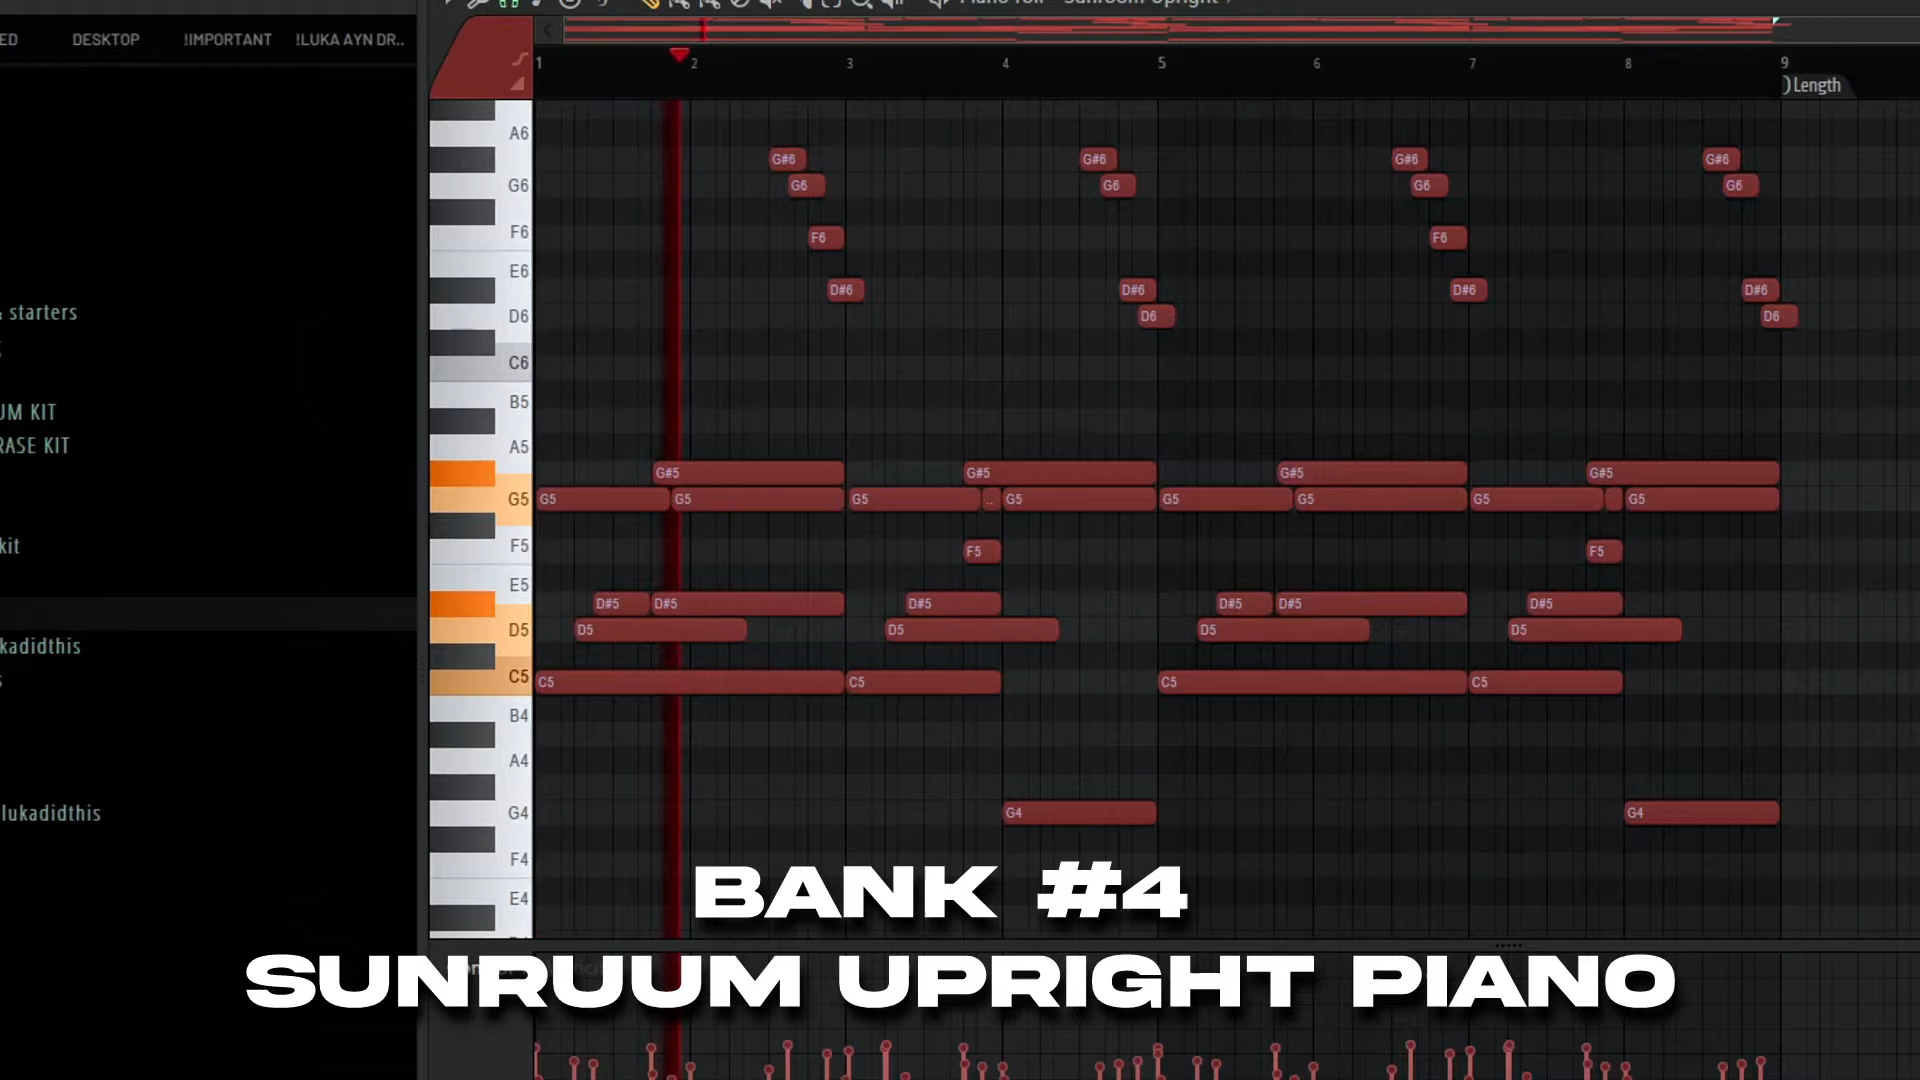 Piano roll - Sunroom Upright
ED DESKTOP !IMPORTANT !LUKA AYN DR..
1 2 3 4 5 6 7 8 9
Length
A6
G#6 G#6 G#6 G#6
G6 G6 G6 G6 G6
F6 F6 F6
E6
D#6 D#6 D#6 D#6
D6 D6 D6
C6
B5
A5
G#5 G#5 G#5 G#5
G5 G5 G5 G5 .. G5 G5 G5 G5 G5
F5 F5 F5
E5
D#5 D#5 D#5 D#5 D#5 D#5
D5 D5 D5 D5 D5
C5 C5 C5 C5 C5
B4
A4
G4 G4 G4
F4
E4
starters
UM KIT
RASE KIT
kit
kadidthis
lukadidthis
BANK #4
SUNRUUM UPRIGHT PIANO